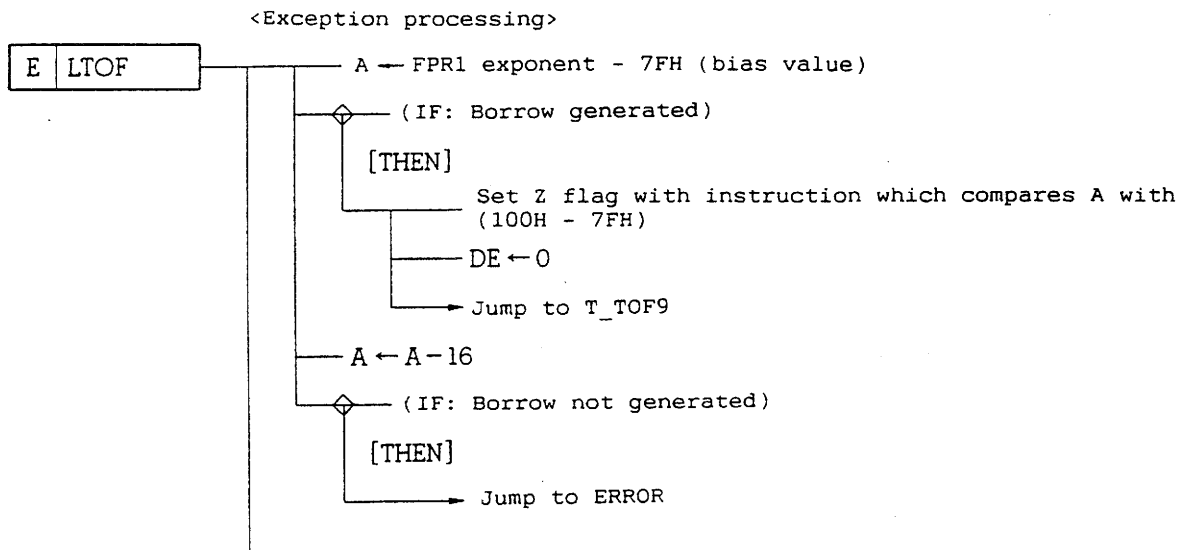 <Exception processing>
E LTOF
A ← FPR1 exponent - 7FH (bias value)
(IF: Borrow generated)
[THEN]
Set Z flag with instruction which compares A with
(100H - 7FH)
DE ← 0
Jump to T_TOF9
A ← A-16
(IF: Borrow not generated)
[THEN]
Jump to ERROR